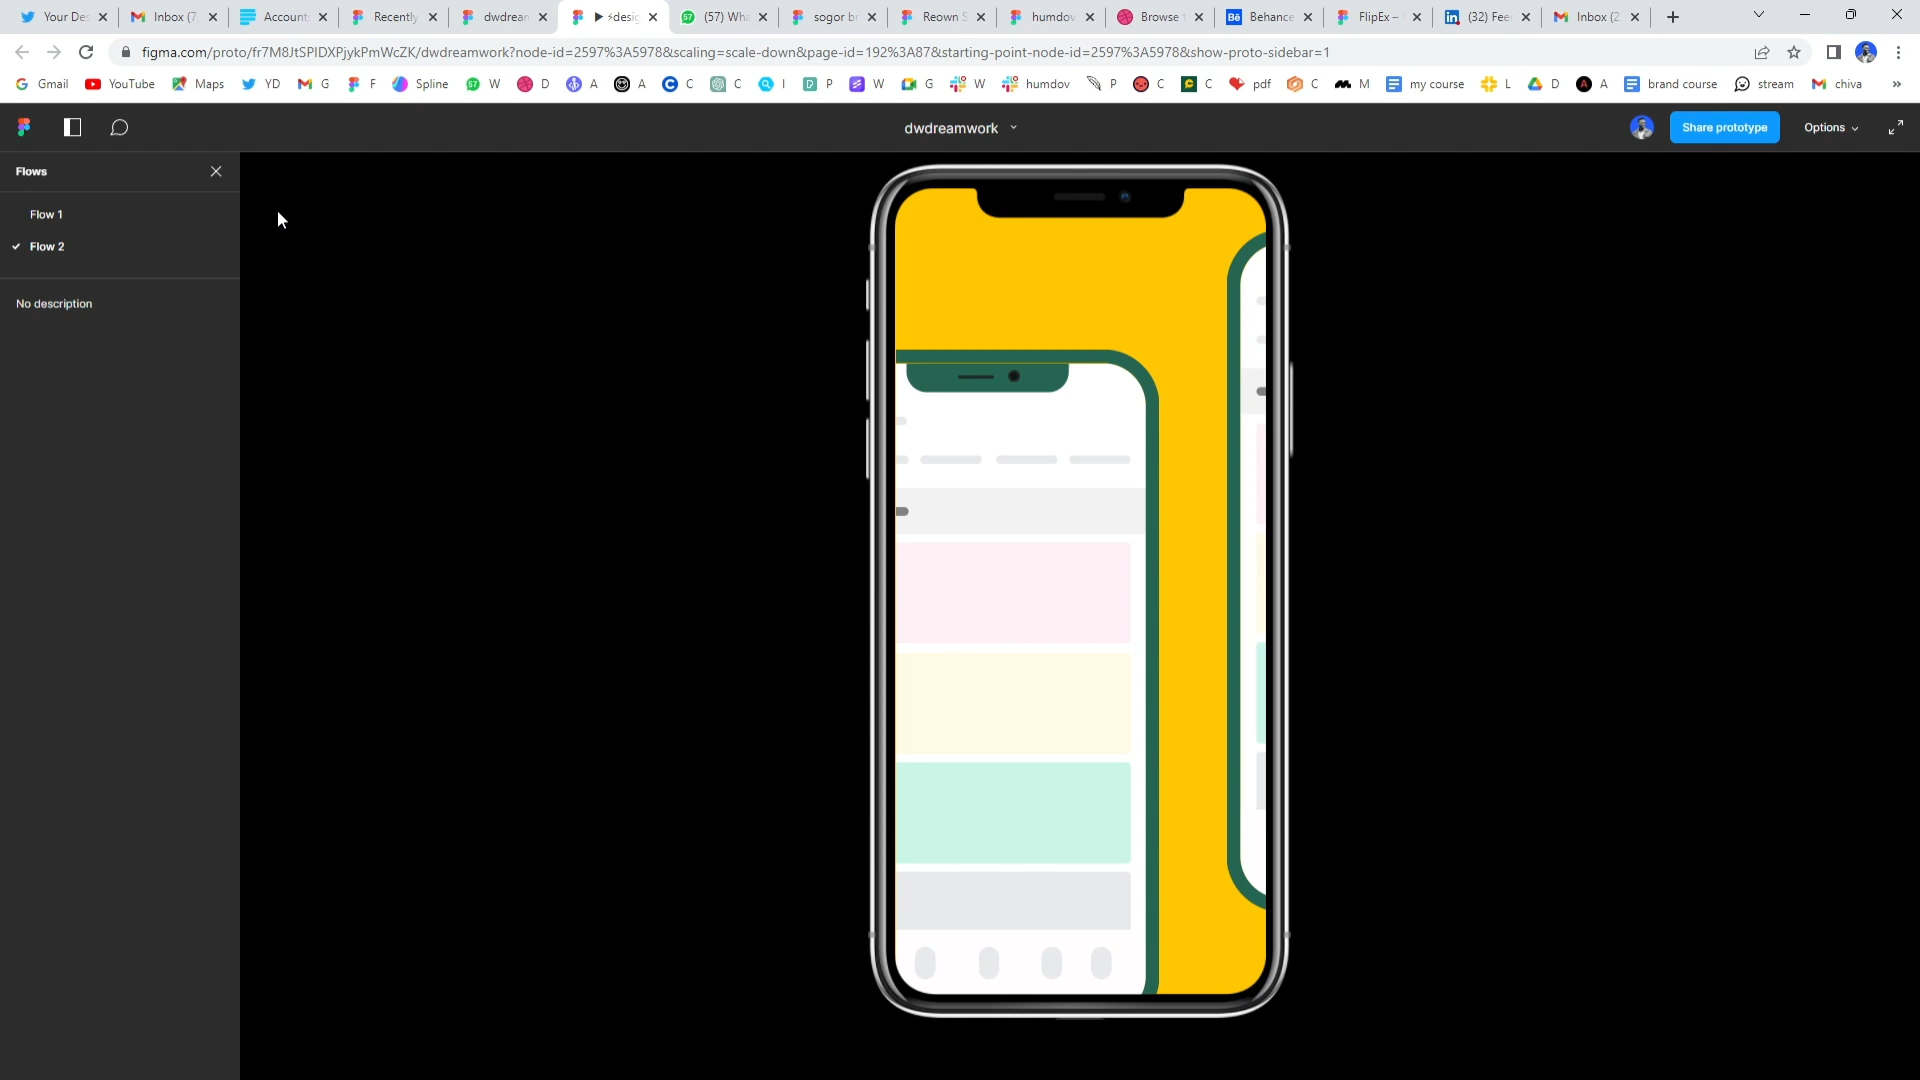 Your Des
Inbox (7,
Account
Recently
dwdrean
⚡desig
(57) Wha
sogor br
Reown S
humdov
Browse t
Behance
FlipEx –
(32) Fee
Inbox (2
figma.com/proto/fr7M8JtSPIDXPjykPmWcZK/dwdreamwork?node-id=2597%3A5978&scaling=scale-down&page-id=192%3A87&starting-point-node-id=2597%3A5978&show-proto-sidebar=1
Gmail YouTube Maps YD G F Spline W D A A C C I P W G W humdov P C C pdf C M my course L D A brand course stream chiva »
dwdreamwork
Share prototype
Options
Flows
Flow 1
Flow 2
No description